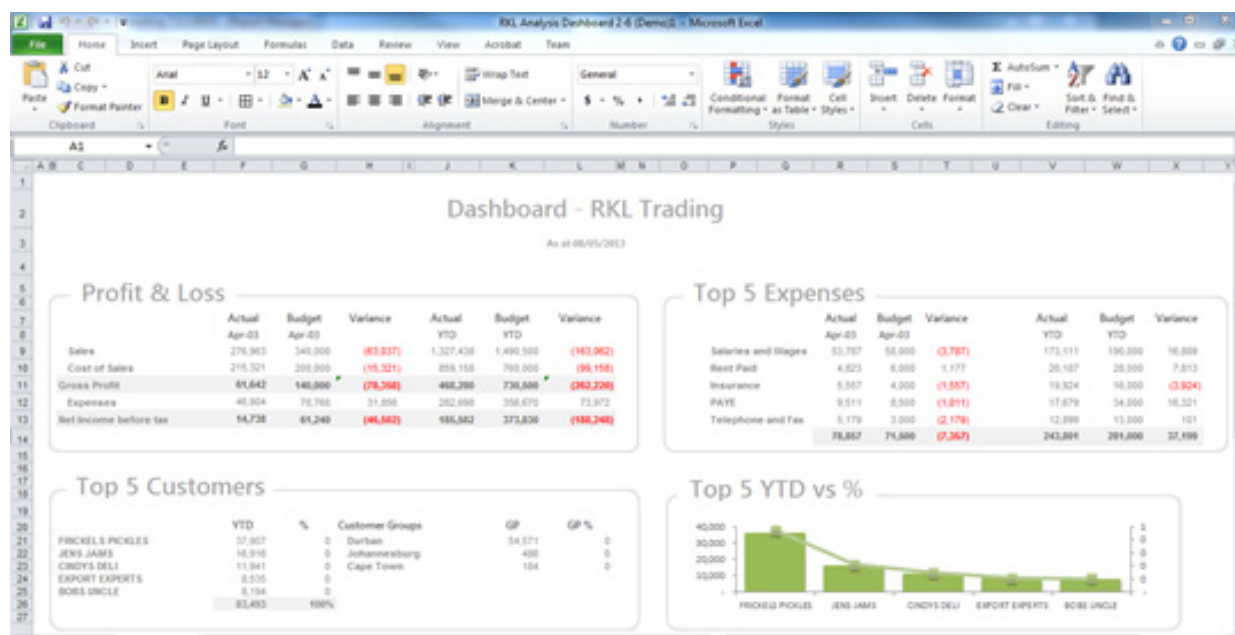 RKL Analysis Dashboard 2-6 (Demo)1 - Microsoft Excel
File Home Insert Page Layout Formulas Data Review View Acrobat Team
Paste
Cut
Copy
Format Painter
Clipboard
Arial 12
B I U
Font
Wrap Text
Merge & Center
Alignment
General
$ %
Number
Conditional Formatting
Format as Table
Cell Styles
Styles
Insert Delete Format
Cells
AutoSum
Fill
Clear
Sort & Filter
Find & Select
Editing
A1 fx
A B C D E F G H I J K L M N O P Q R S T U V W X Y
Dashboard - RKL Trading
As at 08/05/2013
Profit & Loss
Actual Budget Variance Actual Budget Variance
Apr-03 Apr-03 YTD YTD
Sales 276,963 340,000 (63,037) 1,327,438 1,490,500 (163,062)
Cost of Sales 215,321 200,000 (15,321) 859,158 760,000 (99,158)
Gross Profit 61,642 140,000 (78,358) 468,280 730,500 (262,220)
Expenses 46,904 78,760 31,856 282,698 356,670 73,972
Net Income before tax 14,738 61,240 (46,502) 185,582 373,830 (188,248)
Top 5 Expenses
Actual Budget Variance Actual Budget Variance
Apr-03 Apr-03 YTD YTD
Salaries and Wages 53,787 50,000 (3,787) 173,111 190,000 16,889
Rent Paid 4,823 6,000 1,177 20,187 28,000 7,813
Insurance 5,557 4,000 (1,557) 19,924 16,000 (3,924)
PAYE 9,511 8,500 (1,011) 17,679 34,000 16,321
Telephone and Fax 5,179 3,000 (2,179) 12,899 13,000 101
78,857 71,500 (7,357) 243,801 281,000 37,199
Top 5 Customers
YTD % Customer Groups GP GP %
FRICKELS PICKLES 37,907 0 Durban 54,571 0
JENS JAMS 16,916 0 Johannesburg 486 0
CINDYS DELI 11,941 0 Cape Town 184 0
EXPORT EXPERTS 8,535 0
BOBS UNCLE 8,194 0
83,493 100%
Top 5 YTD vs %
40,000
30,000
20,000
10,000
-
1
0
0
0
0
FRICKELS PICKLES JENS JAMS CINDYS DELI EXPORT EXPERTS BOBS UNCLE